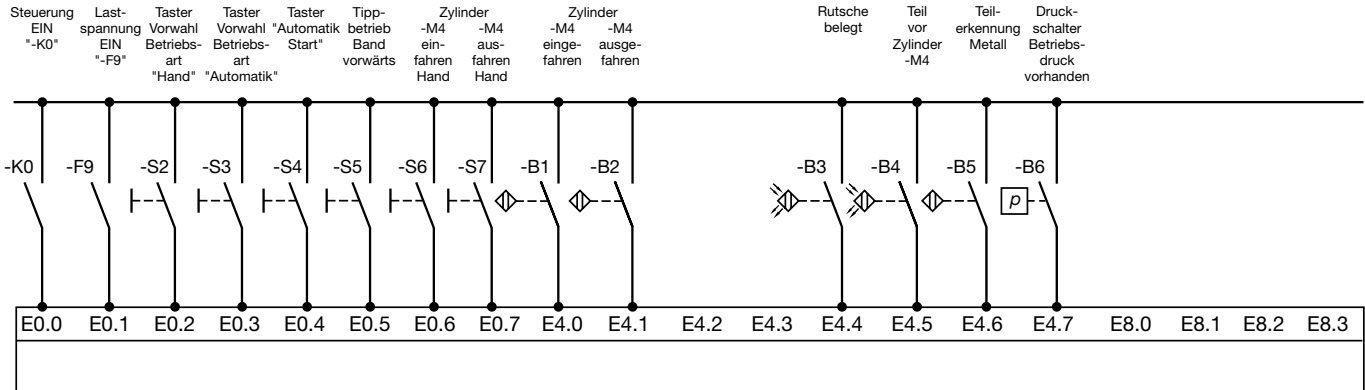 Steuerung
EIN
"-K0"
Last-
spannung
EIN
"-F9"
Taster
Vorwahl
Betriebs-
art
"Hand"
Taster
Vorwahl
Betriebs-
art
"Automatik"
Taster
"Automatik
Start"
Tipp-
betrieb
Band
vorwärts
Zylinder
-M4
ein-
fahren
Hand
-M4
aus-
fahren
Hand
Zylinder
-M4
einge-
fahren
-M4
ausge-
fahren
Rutsche
belegt
Teil
vor
Zylinder
-M4
Teil-
erkennung
Metall
Druck-
schalter
Betriebs-
druck
vorhanden
-K0 -F9 -S2 -S3 -S4 -S5 -S6 -S7 -B1 -B2 -B3 -B4 -B5 -B6
p
E0.0 E0.1 E0.2 E0.3 E0.4 E0.5 E0.6 E0.7 E4.0 E4.1 E4.2 E4.3 E4.4 E4.5 E4.6 E4.7 E8.0 E8.1 E8.2 E8.3